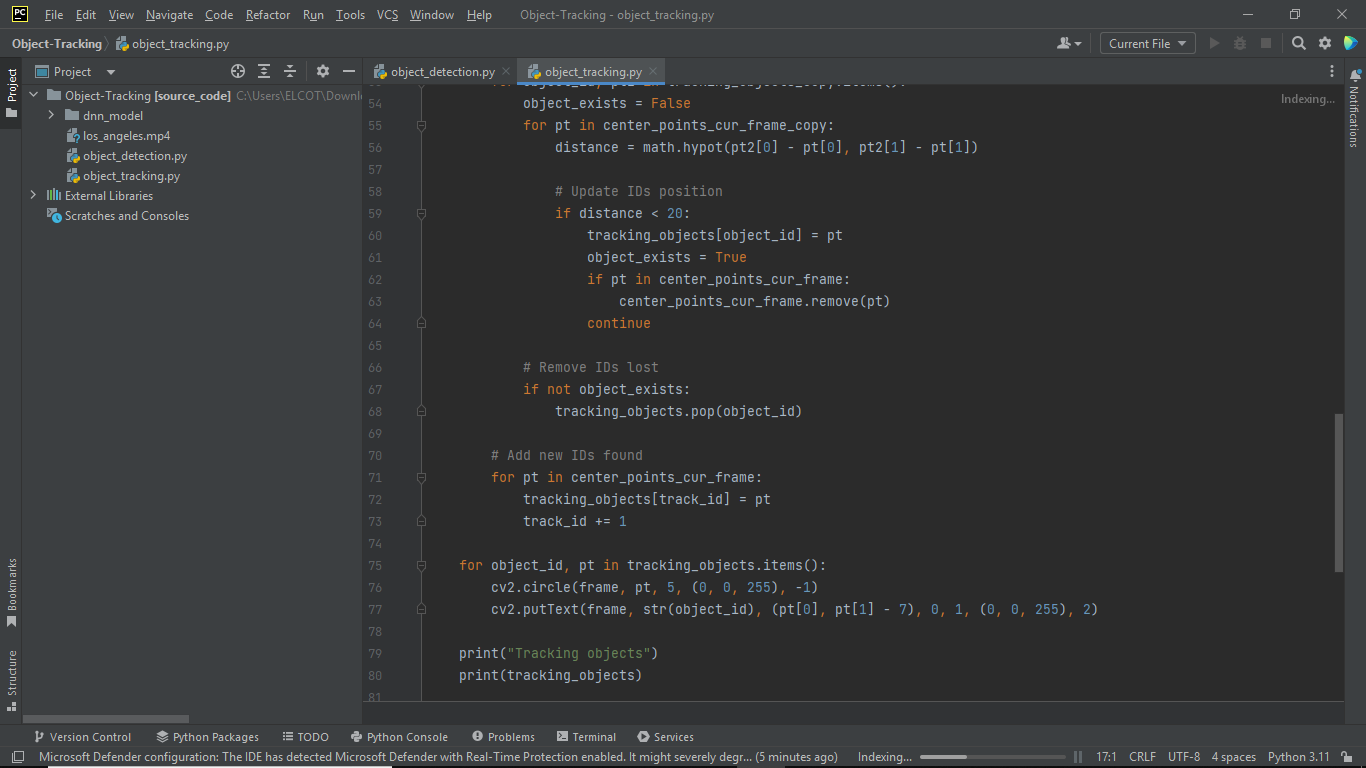 PC File Edit View Navigate Code Refactor Run Tools VCS Window Help Object-Tracking - object_tracking.py
Object-Tracking object_tracking.py Current File
Project
Project
object_detection.py object_tracking.py
Object-Tracking [source_code] C:\Users\ELCOT\Downl
dnn_model
los_angeles.mp4
object_detection.py
object_tracking.py
External Libraries
Scratches and Consoles
Indexing...
Notifications
54 object_exists = False
55 for pt in center_points_cur_frame_copy:
56 distance = math.hypot(pt2[0] - pt[0], pt2[1] - pt[1])
57
58 # Update IDs position
59 if distance < 20:
60 tracking_objects[object_id] = pt
61 object_exists = True
62 if pt in center_points_cur_frame:
63 center_points_cur_frame.remove(pt)
64 continue
65
66 # Remove IDs lost
67 if not object_exists:
68 tracking_objects.pop(object_id)
69
70 # Add new IDs found
71 for pt in center_points_cur_frame:
72 tracking_objects[track_id] = pt
73 track_id += 1
74
75 for object_id, pt in tracking_objects.items():
76 cv2.circle(frame, pt, 5, (0, 0, 255), -1)
77 cv2.putText(frame, str(object_id), (pt[0], pt[1] - 7), 0, 1, (0, 0, 255), 2)
78
79 print("Tracking objects")
80 print(tracking_objects)
81
Bookmarks
Structure
Version Control Python Packages TODO Python Console Problems Terminal Services
Microsoft Defender configuration: The IDE has detected Microsoft Defender with Real-Time Protection enabled. It might severely degr... (5 minutes ago) Indexing... 17:1 CRLF UTF-8 4 spaces Python 3.11